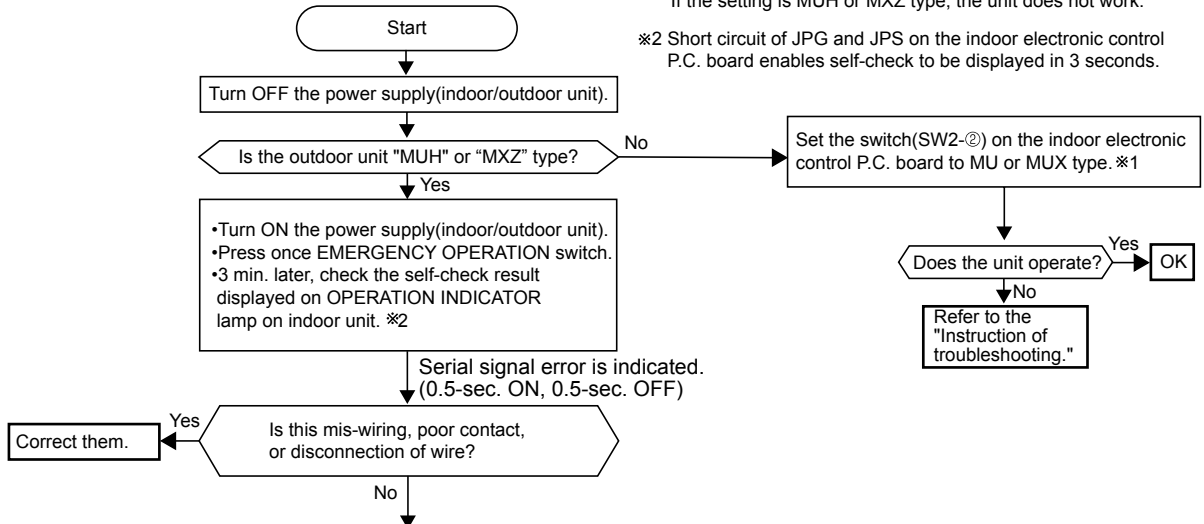 If the setting is MUH or MXZ type, the unit does not work.
※2 Short circuit of JPG and JPS on the indoor electronic control
P.C. board enables self-check to be displayed in 3 seconds.
Start
Turn OFF the power supply(indoor/outdoor unit).
Is the outdoor unit "MUH" or “MXZ” type?
No
Yes
Set the switch(SW2-②) on the indoor electronic
control P.C. board to MU or MUX type. ※1
•Turn ON the power supply(indoor/outdoor unit).
•Press once EMERGENCY OPERATION switch.
•3 min. later, check the self-check result
displayed on OPERATION INDICATOR
lamp on indoor unit. ※2
Does the unit operate?
Yes
OK
No
Refer to the
"Instruction of
troubleshooting."
Serial signal error is indicated.
(0.5-sec. ON, 0.5-sec. OFF)
Is this mis-wiring, poor contact,
or disconnection of wire?
Yes
Correct them.
No